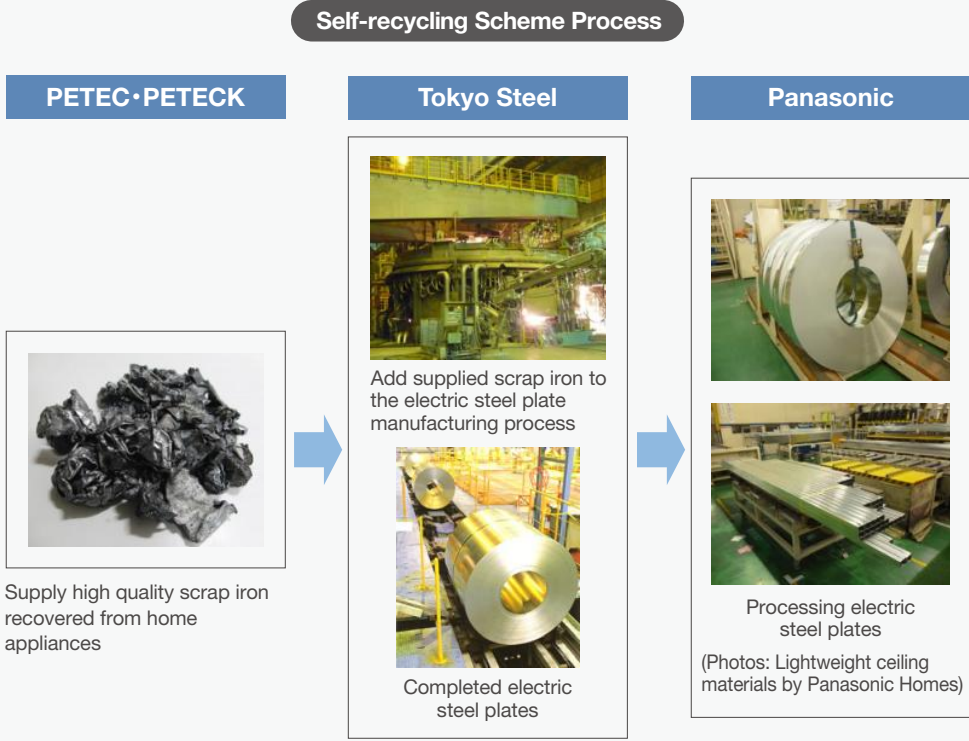 Self-recycling Scheme Process
PETEC•PETECK
Supply high quality scrap iron
recovered from home
appliances
Tokyo Steel
Add supplied scrap iron to
the electric steel plate
manufacturing process
Completed electric
steel plates
Panasonic
Processing electric
steel plates
(Photos: Lightweight ceiling
materials by Panasonic Homes)